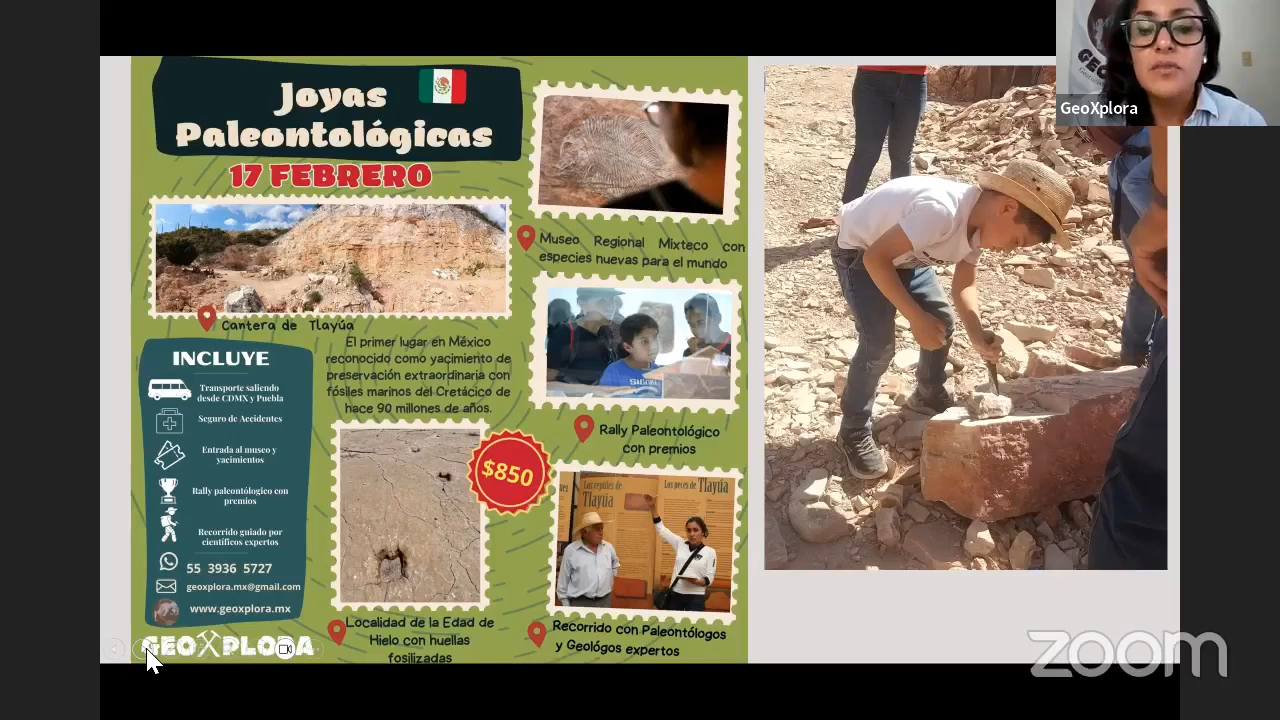 Joyas
Paleontológicas
17 FEBRERO
Cantera de Tlayúa
El primer lugar en México
reconocido como yacimiento de
preservación extraordinaria con
fósiles marinos del Cretácico de
hace 90 millones de años.
INCLUYE
Transporte saliendo
desde CDMX y Puebla
Seguro de Accidentes
Entrada al museo y
yacimientos
Rally paleontólogico con
premios
Recorrido guiado por
científicos expertos
55 3936 5727
geoxplora.mx@gmail.com
www.geoxplora.mx
GEOXPLORA
$850
Localidad de la Edad de
Hielo con huellas
fosilizadas
Museo Regional Mixteco con
especies nuevas para el mundo
Rally Paleontológico
con premios
Los reptiles de
Tlayúa
Los peces de Tlayúa
Recorrido con Paleontólogos
y Geológos expertos
GeoXplora
zoom